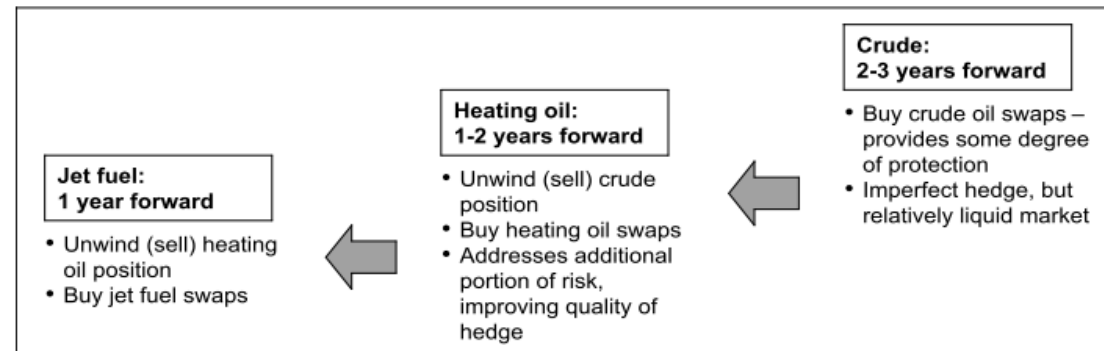 Jet fuel:
1 year forward
• Unwind (sell) heating
oil position
• Buy jet fuel swaps
Heating oil:
1-2 years forward
• Unwind (sell) crude
position
• Buy heating oil swaps
• Addresses additional
portion of risk,
improving quality of
hedge
Crude:
2-3 years forward
• Buy crude oil swaps –
provides some degree
of protection
• Imperfect hedge, but
relatively liquid market